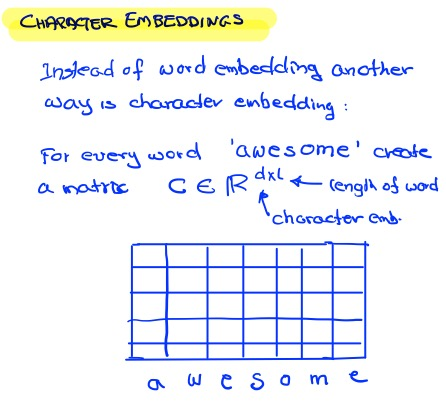 CHARACTER EMBEDDINGS
Instead of word embedding another
way is character embedding :
For every word 'awesome' create
a matrix C ∈ ℝ^{d×L} ← length of word
character emb.
a w e s o m e